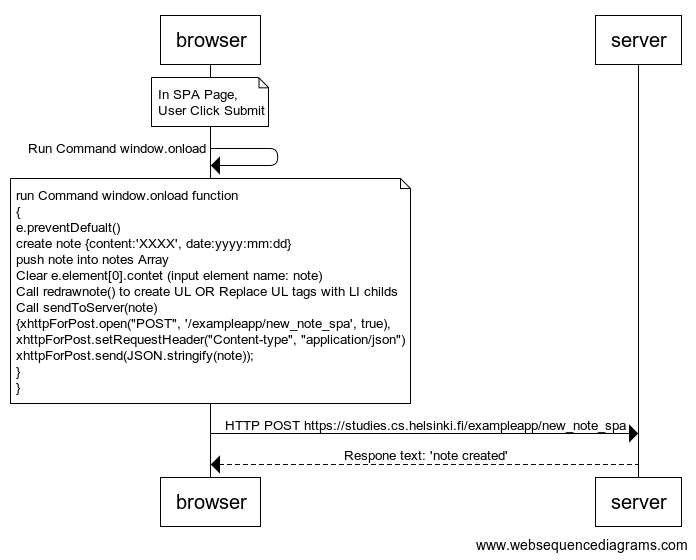 browser
server
In SPA Page,
User Click Submit
Run Command window.onload
run Command window.onload function
{
e.preventDefualt()
create note {content:'XXXX', date:yyyy:mm:dd}
push note into notes Array
Clear e.element[0].contet (input element name: note)
Call redrawnote() to create UL OR Replace UL tags with LI childs
Call sendToServer(note)
{xhttpForPost.open("POST", '/exampleapp/new_note_spa', true),
xhttpForPost.setRequestHeader("Content-type", "application/json")
xhttpForPost.send(JSON.stringify(note));
}
}
HTTP POST https://studies.cs.helsinki.fi/exampleapp/new_note_spa
Respone text: 'note created'
browser
server
www.websequencediagrams.com